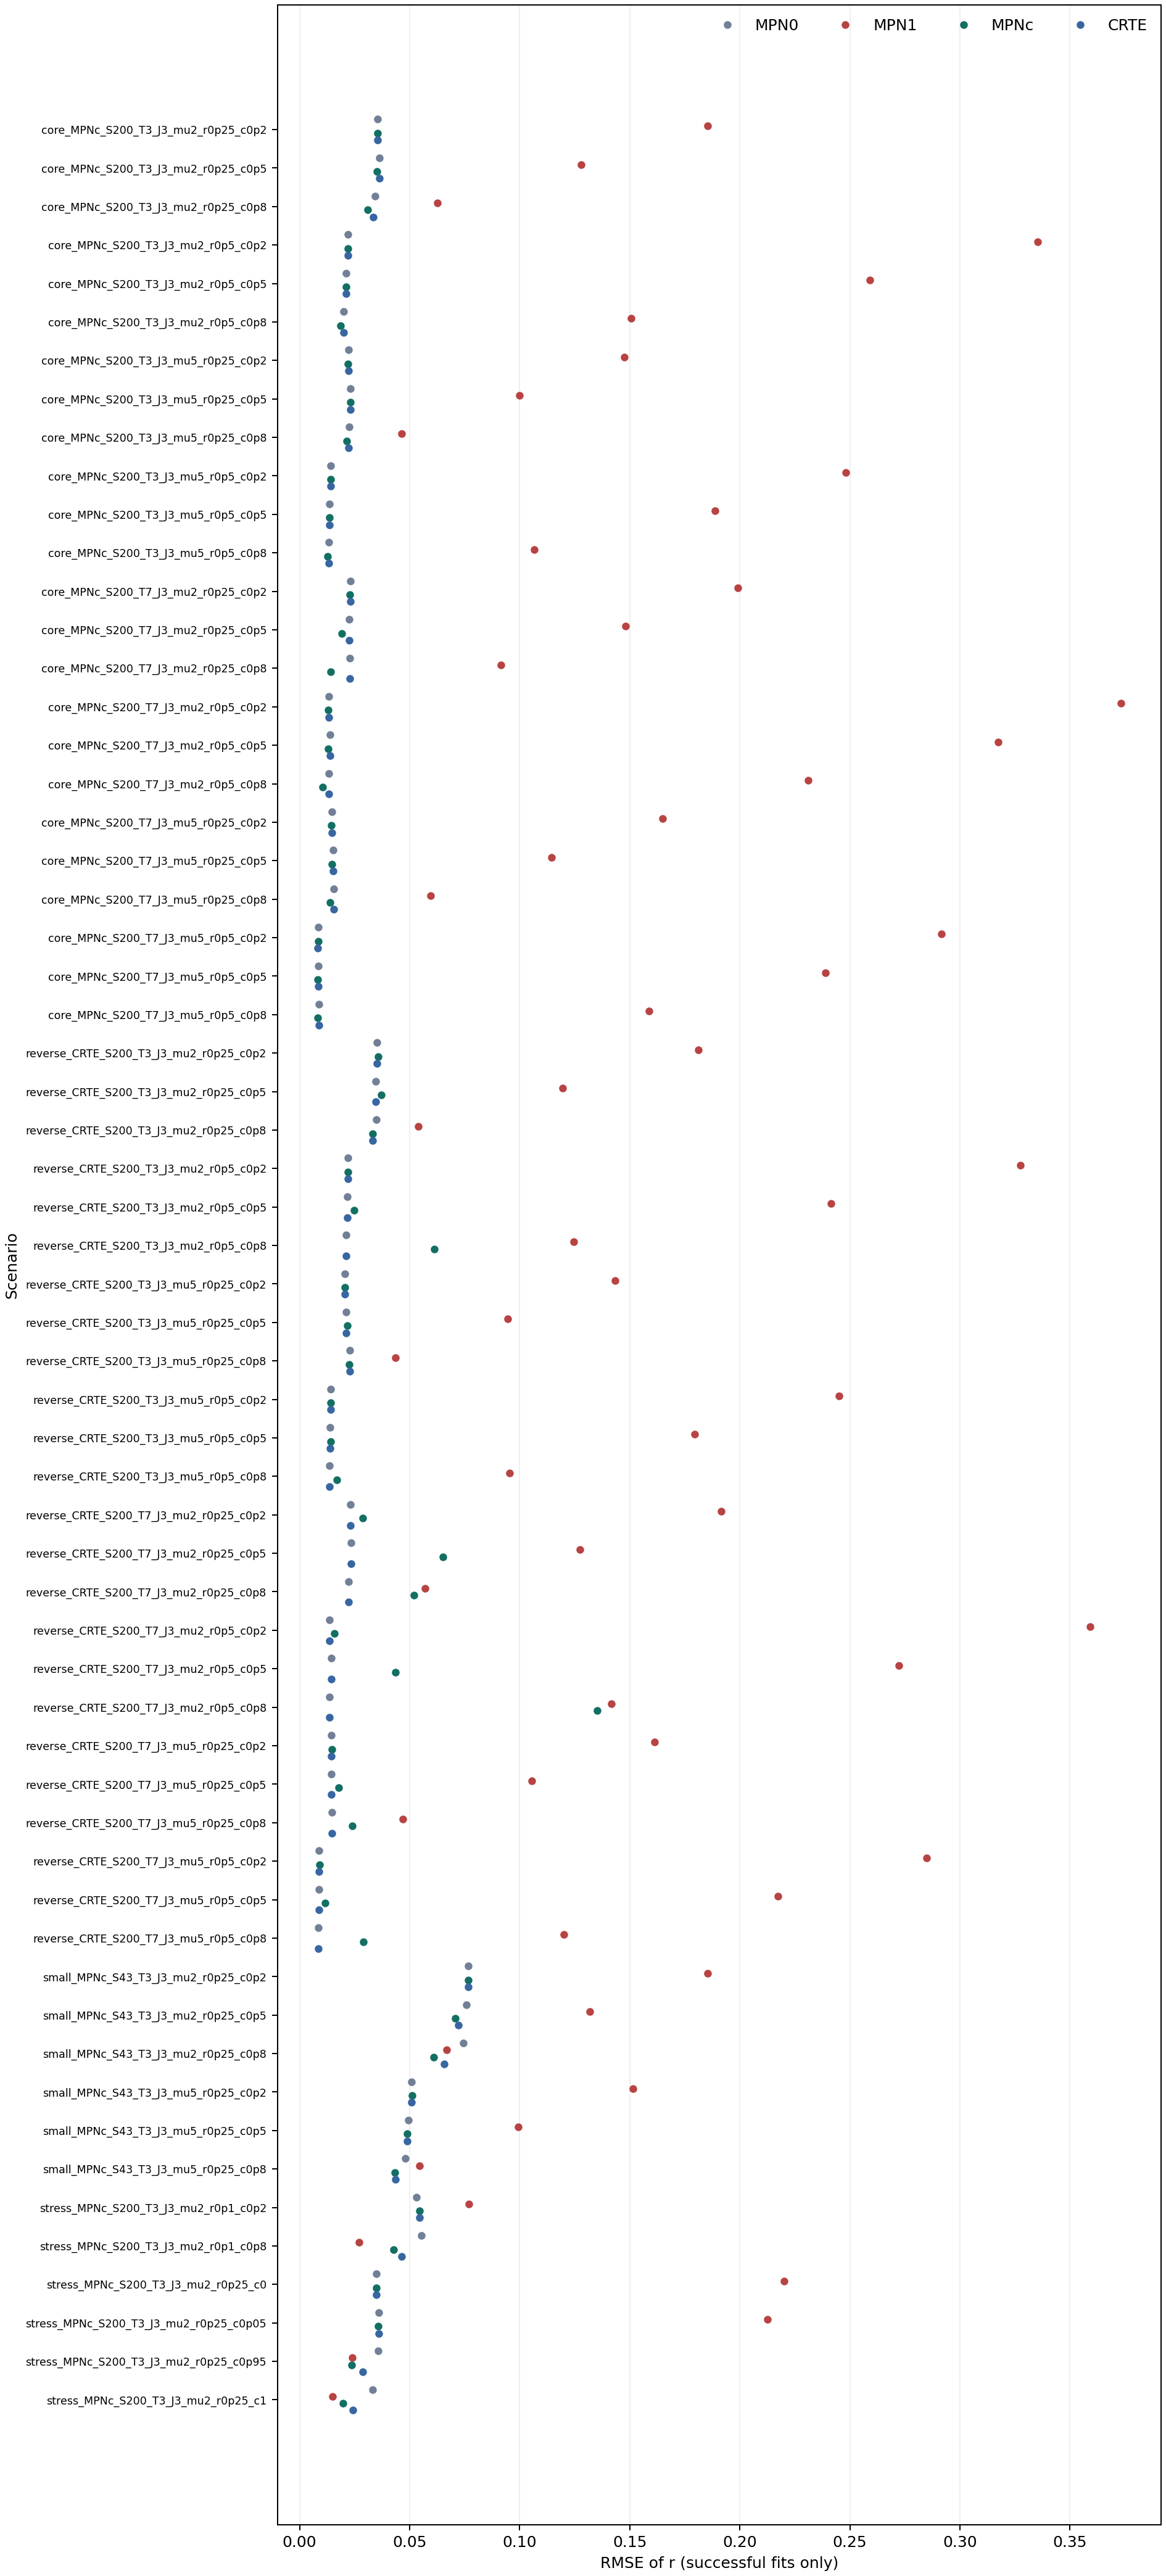 MPN0 MPN1 MPNc CRTE
core_MPNc_S200_T3_J3_mu2_r0p25_c0p2
core_MPNc_S200_T3_J3_mu2_r0p25_c0p5
core_MPNc_S200_T3_J3_mu2_r0p25_c0p8
core_MPNc_S200_T3_J3_mu2_r0p5_c0p2
core_MPNc_S200_T3_J3_mu2_r0p5_c0p5
core_MPNc_S200_T3_J3_mu2_r0p5_c0p8
core_MPNc_S200_T3_J3_mu5_r0p25_c0p2
core_MPNc_S200_T3_J3_mu5_r0p25_c0p5
core_MPNc_S200_T3_J3_mu5_r0p25_c0p8
core_MPNc_S200_T3_J3_mu5_r0p5_c0p2
core_MPNc_S200_T3_J3_mu5_r0p5_c0p5
core_MPNc_S200_T3_J3_mu5_r0p5_c0p8
core_MPNc_S200_T7_J3_mu2_r0p25_c0p2
core_MPNc_S200_T7_J3_mu2_r0p25_c0p5
core_MPNc_S200_T7_J3_mu2_r0p25_c0p8
core_MPNc_S200_T7_J3_mu2_r0p5_c0p2
core_MPNc_S200_T7_J3_mu2_r0p5_c0p5
core_MPNc_S200_T7_J3_mu2_r0p5_c0p8
core_MPNc_S200_T7_J3_mu5_r0p25_c0p2
core_MPNc_S200_T7_J3_mu5_r0p25_c0p5
core_MPNc_S200_T7_J3_mu5_r0p25_c0p8
core_MPNc_S200_T7_J3_mu5_r0p5_c0p2
core_MPNc_S200_T7_J3_mu5_r0p5_c0p5
core_MPNc_S200_T7_J3_mu5_r0p5_c0p8
reverse_CRTE_S200_T3_J3_mu2_r0p25_c0p2
reverse_CRTE_S200_T3_J3_mu2_r0p25_c0p5
reverse_CRTE_S200_T3_J3_mu2_r0p25_c0p8
reverse_CRTE_S200_T3_J3_mu2_r0p5_c0p2
reverse_CRTE_S200_T3_J3_mu2_r0p5_c0p5
reverse_CRTE_S200_T3_J3_mu2_r0p5_c0p8
reverse_CRTE_S200_T3_J3_mu5_r0p25_c0p2
reverse_CRTE_S200_T3_J3_mu5_r0p25_c0p5
reverse_CRTE_S200_T3_J3_mu5_r0p25_c0p8
reverse_CRTE_S200_T3_J3_mu5_r0p5_c0p2
reverse_CRTE_S200_T3_J3_mu5_r0p5_c0p5
reverse_CRTE_S200_T3_J3_mu5_r0p5_c0p8
reverse_CRTE_S200_T7_J3_mu2_r0p25_c0p2
reverse_CRTE_S200_T7_J3_mu2_r0p25_c0p5
reverse_CRTE_S200_T7_J3_mu2_r0p25_c0p8
reverse_CRTE_S200_T7_J3_mu2_r0p5_c0p2
reverse_CRTE_S200_T7_J3_mu2_r0p5_c0p5
reverse_CRTE_S200_T7_J3_mu2_r0p5_c0p8
reverse_CRTE_S200_T7_J3_mu5_r0p25_c0p2
reverse_CRTE_S200_T7_J3_mu5_r0p25_c0p5
reverse_CRTE_S200_T7_J3_mu5_r0p25_c0p8
reverse_CRTE_S200_T7_J3_mu5_r0p5_c0p2
reverse_CRTE_S200_T7_J3_mu5_r0p5_c0p5
reverse_CRTE_S200_T7_J3_mu5_r0p5_c0p8
small_MPNc_S43_T3_J3_mu2_r0p25_c0p2
small_MPNc_S43_T3_J3_mu2_r0p25_c0p5
small_MPNc_S43_T3_J3_mu2_r0p25_c0p8
small_MPNc_S43_T3_J3_mu5_r0p25_c0p2
small_MPNc_S43_T3_J3_mu5_r0p25_c0p5
small_MPNc_S43_T3_J3_mu5_r0p25_c0p8
stress_MPNc_S200_T3_J3_mu2_r0p1_c0p2
stress_MPNc_S200_T3_J3_mu2_r0p1_c0p8
stress_MPNc_S200_T3_J3_mu2_r0p25_c0
stress_MPNc_S200_T3_J3_mu2_r0p25_c0p05
stress_MPNc_S200_T3_J3_mu2_r0p25_c0p95
stress_MPNc_S200_T3_J3_mu2_r0p25_c1
Scenario
0.00 0.05 0.10 0.15 0.20 0.25 0.30 0.35
RMSE of r (successful fits only)